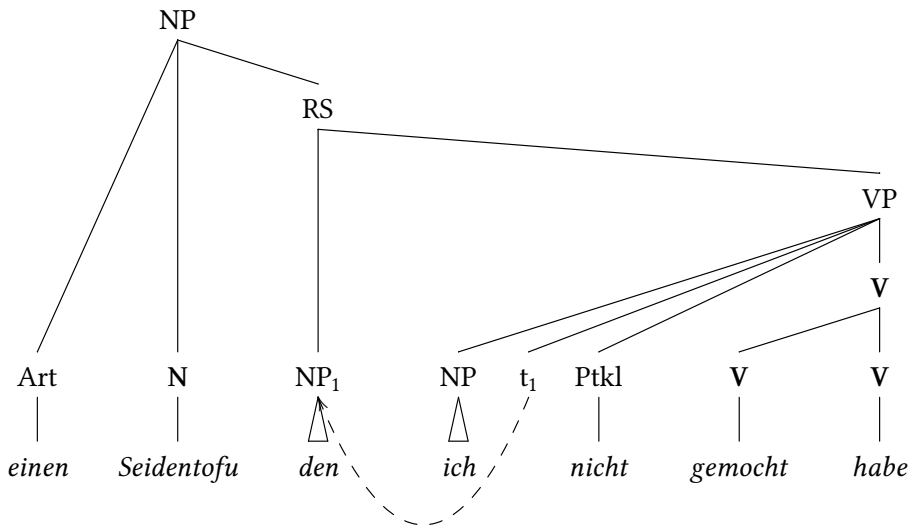 NP
RS
VP
V
Art N NP₁ NP t₁ Ptkl V V
einen Seidentofu den ich nicht gemocht habe